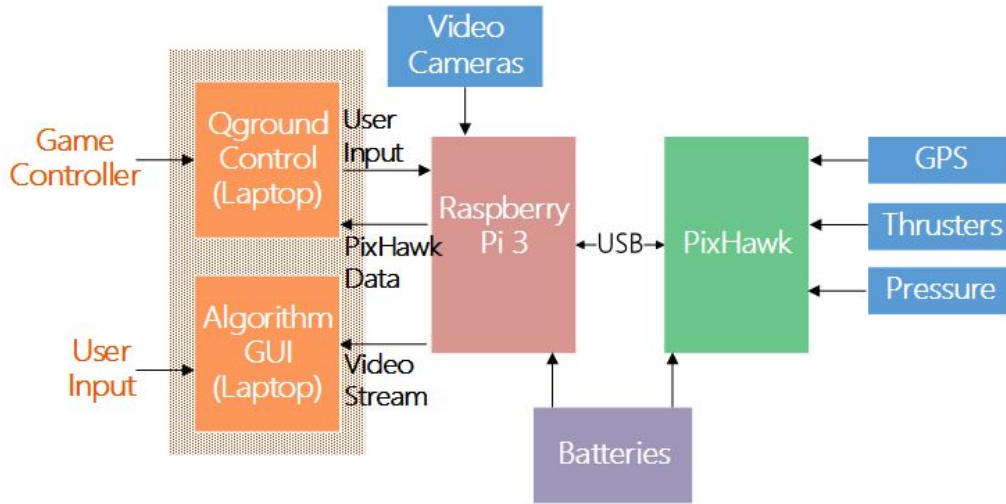 Video
Cameras
Game
Controller
Qground
Control
(Laptop)
User
Input
PixHawk
Data
Raspberry
Pi 3
USB
PixHawk
GPS
Thrusters
Pressure
User
Input
Algorithm
GUI
(Laptop)
Video
Stream
Batteries